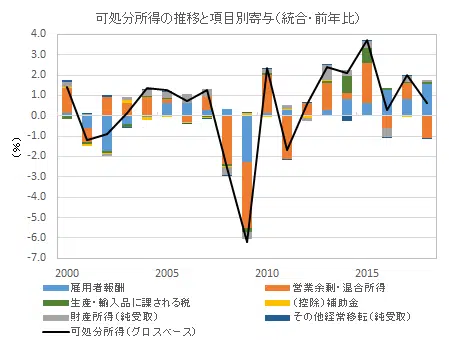 可処分所得の推移と項目別寄与(統合・前年比)
4.0
3.0
2.0
1.0
0.0
-1.0
-2.0
-3.0
-4.0
-5.0
-6.0
-7.0
(%)
2000 2005 2010 2015
雇用者報酬 営業余剰・混合所得
生産・輸入品に課される税 (控除)補助金
財産所得(純受取) その他経常移転(純受取)
可処分所得(グロスベース)